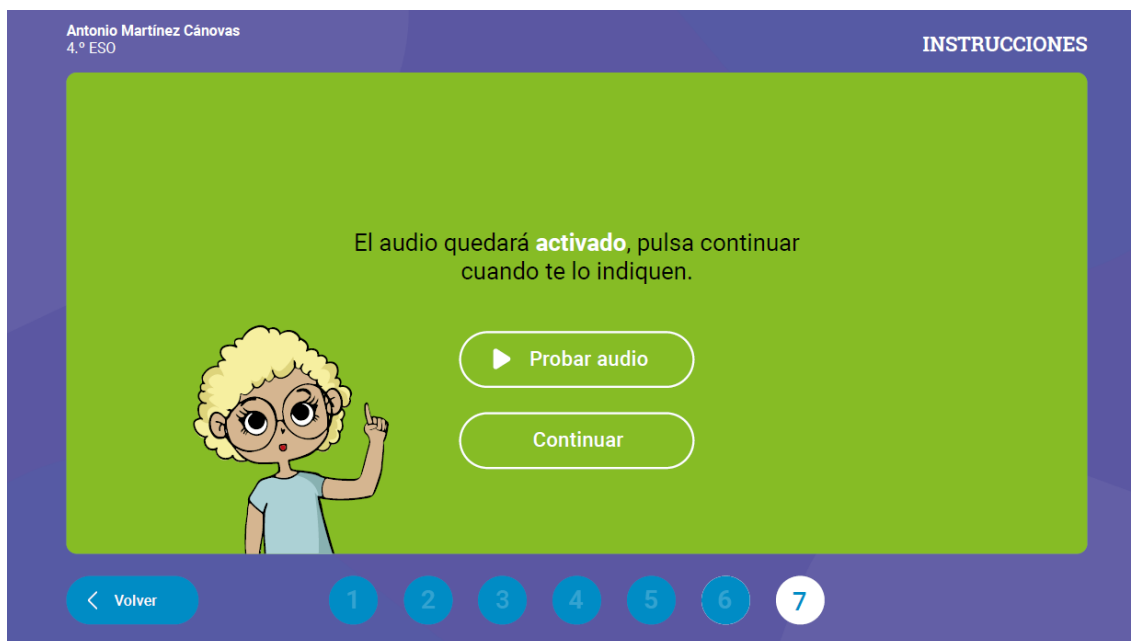 Antonio Martínez Cánovas
4.º ESO
INSTRUCCIONES
El audio quedará activado, pulsa continuar
cuando te lo indiquen.
Probar audio
Continuar
Volver
1 2 3 4 5 6 7